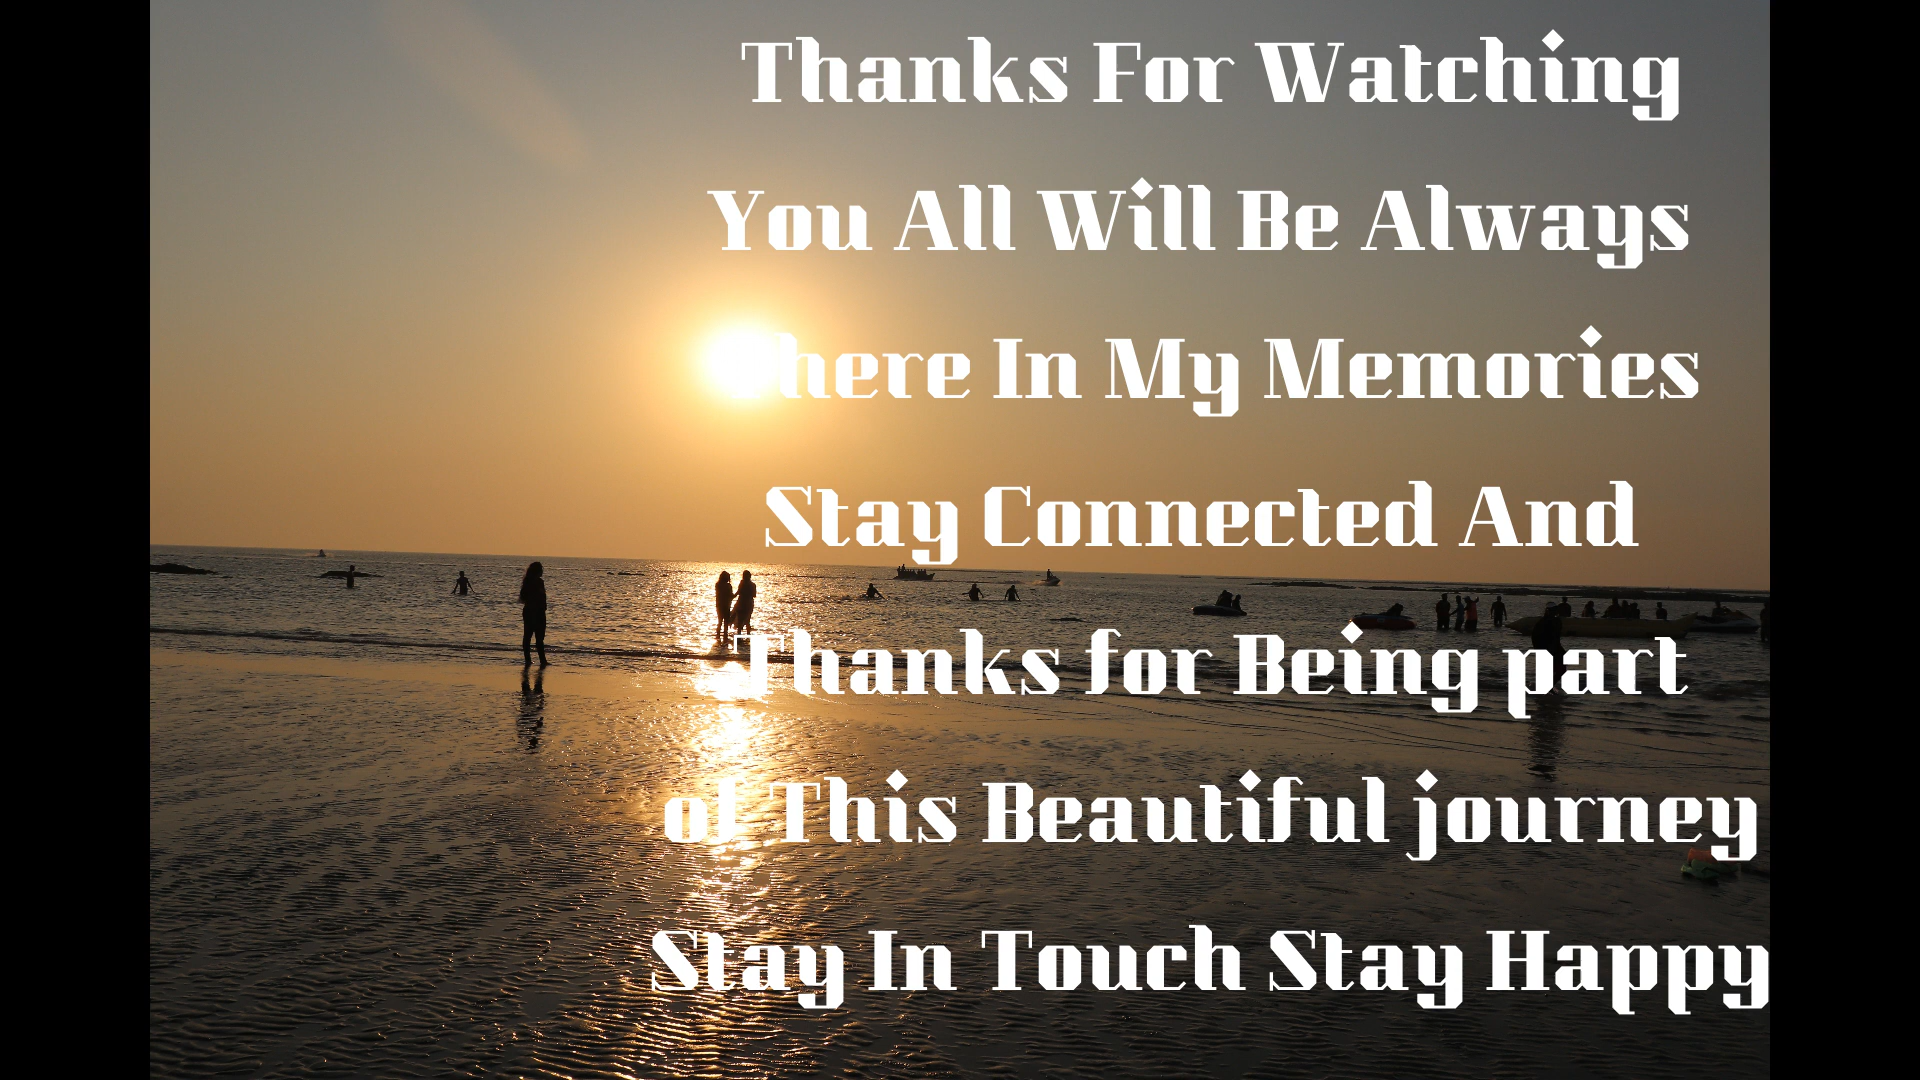 Thanks For Watching
You All Will Be Always
There In My Memories
Stay Connected And
Thanks for Being part
of This Beautiful journey
Stay In Touch Stay Happy